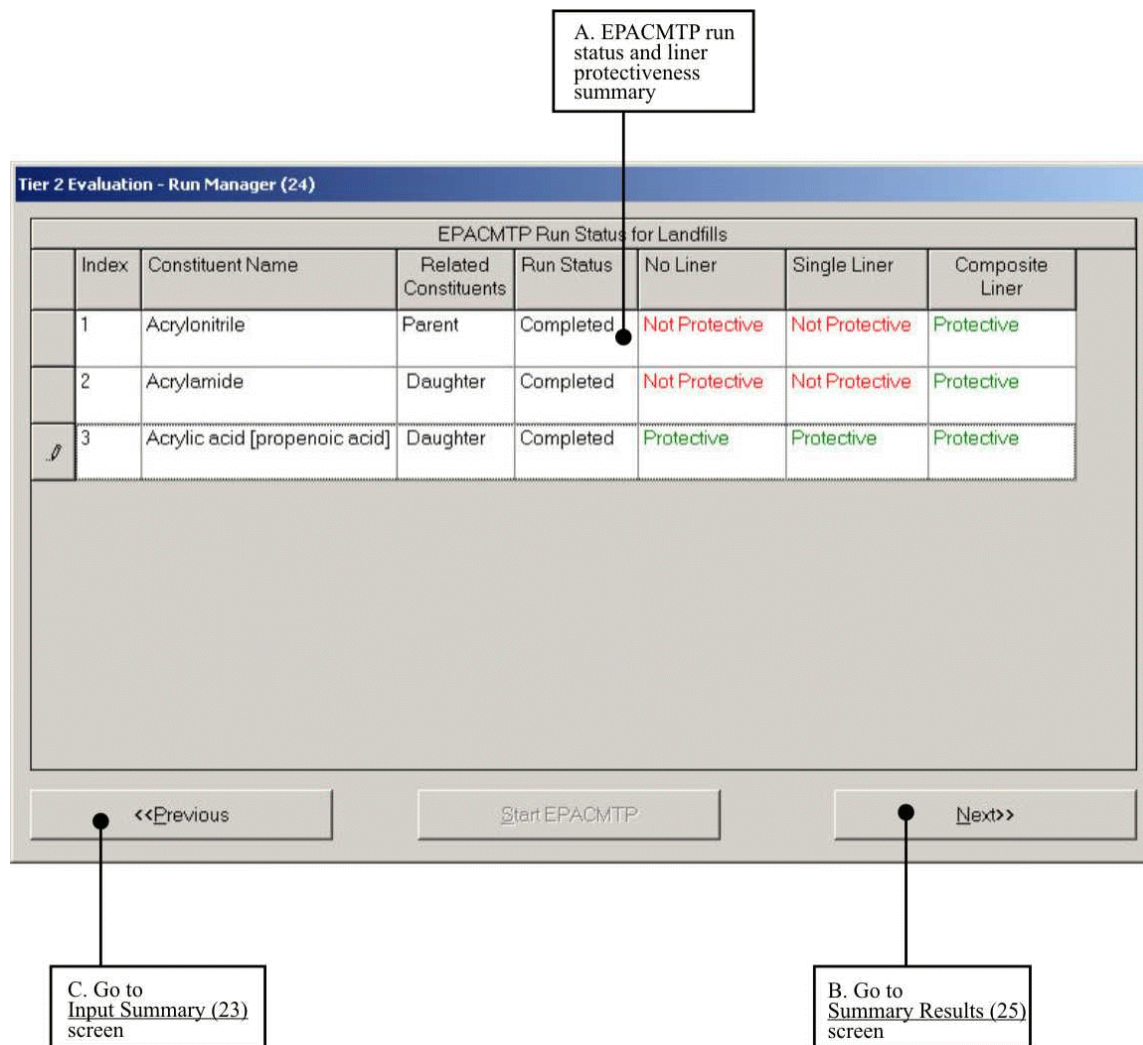 A. EPACMTP run
status and liner
protectiveness
summary
Tier 2 Evaluation - Run Manager (24)
EPACMTP Run Status for Landfills
Index Constituent Name Related Constituents Run Status No Liner Single Liner Composite Liner
1 Acrylonitrile Parent Completed Not Protective Not Protective Protective
2 Acrylamide Daughter Completed Not Protective Not Protective Protective
3 Acrylic acid [propenoic acid] Daughter Completed Protective Protective Protective
<<Previous Start EPACMTP Next>>
C. Go to
Input Summary (23)
screen
B. Go to
Summary Results (25)
screen